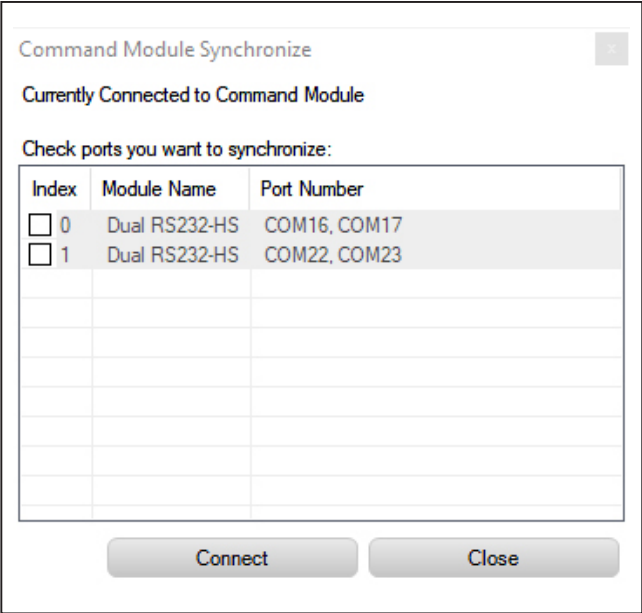 Command Module Synchronize x
Currently Connected to Command Module
Check ports you want to synchronize:
Index Module Name Port Number
0 Dual RS232-HS COM16, COM17
1 Dual RS232-HS COM22, COM23
Connect Close